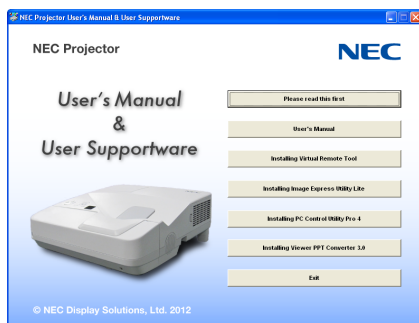 NEC Projector User's Manual & User Supportware
NEC Projector
NEC
User's Manual
&
User Supportware
Please read this first
User's Manual
Installing Virtual Remote Tool
Installing Image Express Utility Lite
Installing PC Control Utility Pro 4
Installing Viewer PPT Converter 3.0
Exit
© NEC Display Solutions, Ltd. 2012